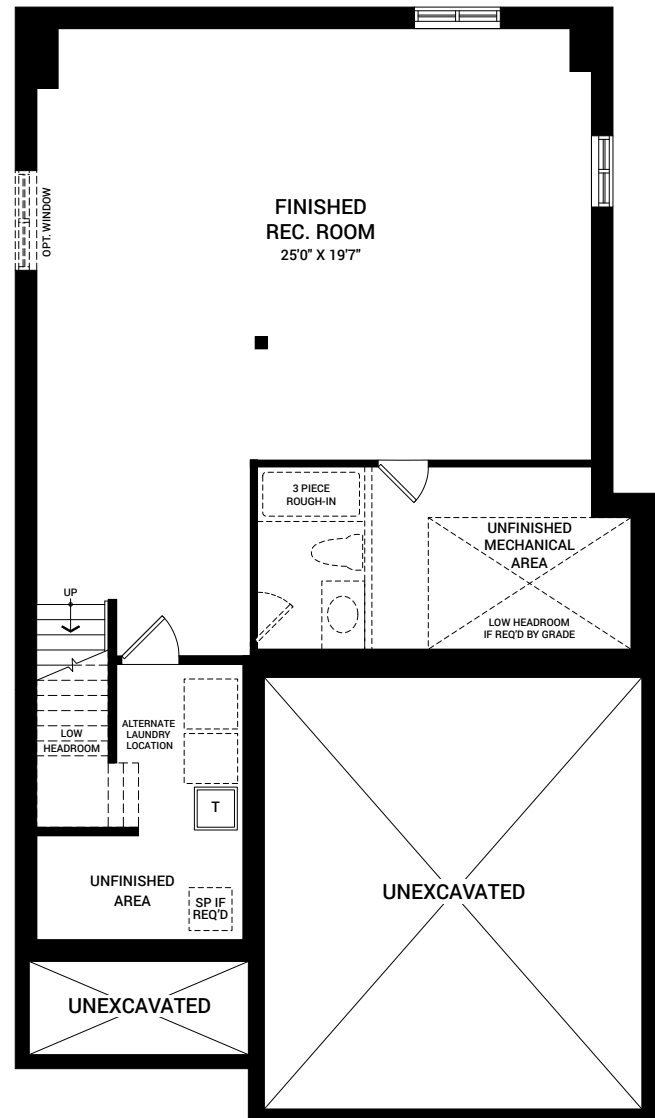 OPT. WINDOW
FINISHED
REC. ROOM
25'0" X 19'7"
3 PIECE
ROUGH-IN
UNFINISHED
MECHANICAL
AREA
LOW HEADROOM
IF REQ'D BY GRADE
UP
LOW
HEADROOM
ALTERNATE
LAUNDRY
LOCATION
T
UNFINISHED
AREA
SP IF
REQ'D
UNEXCAVATED
UNEXCAVATED